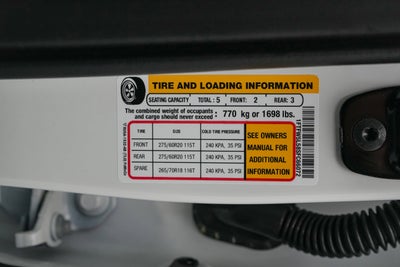 TIRE AND LOADING INFORMATION
SEATING CAPACITY TOTAL : 5 FRONT: 2 REAR: 3
The combined weight of occupants and cargo should never exceed : 770 kg or 1698 lbs.
TIRE SIZE COLD TIRE PRESSURE
FRONT 275/60R20 115T 240 KPA, 35 PSI
REAR 275/60R20 115T 240 KPA, 35 PSI
SPARE 265/70R18 116T 240 KPA, 35 PSI
SEE OWNERS
MANUAL FOR
ADDITIONAL
INFORMATION